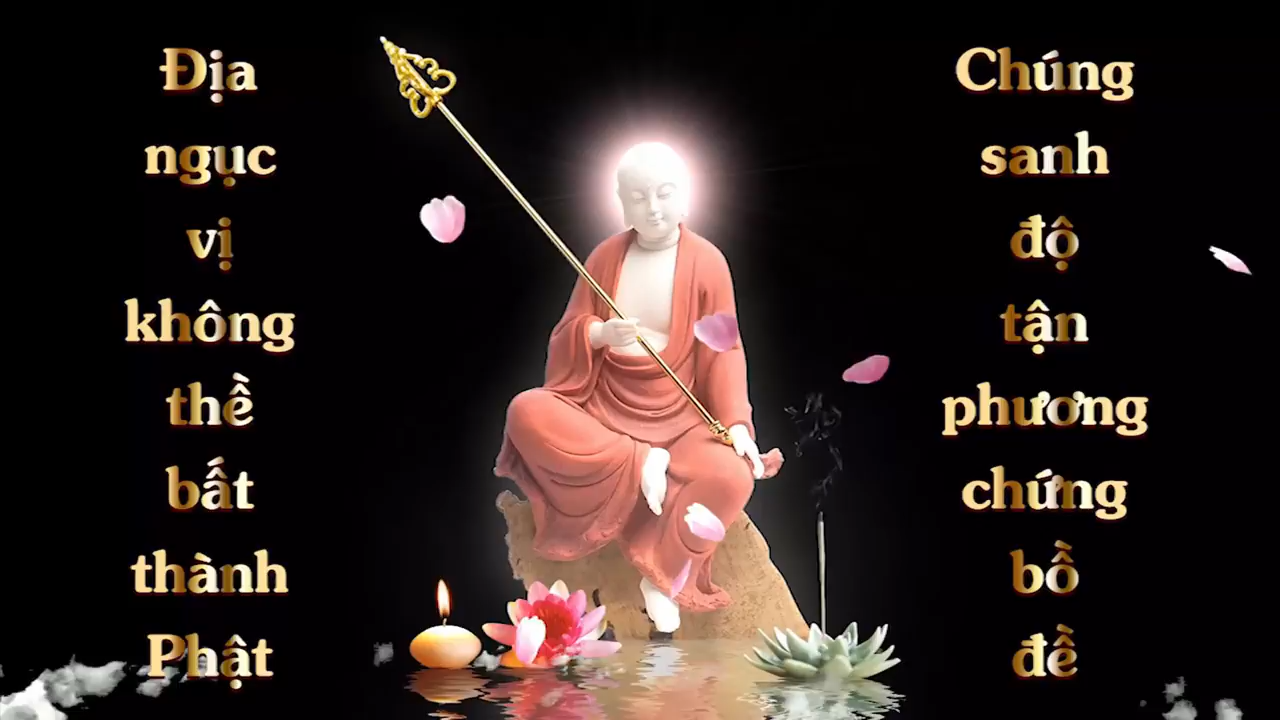 Địa
ngục
vị
không
thề
bất
thành
Phật
Chúng
sanh
độ
tận
phương
chứng
bồ
đề